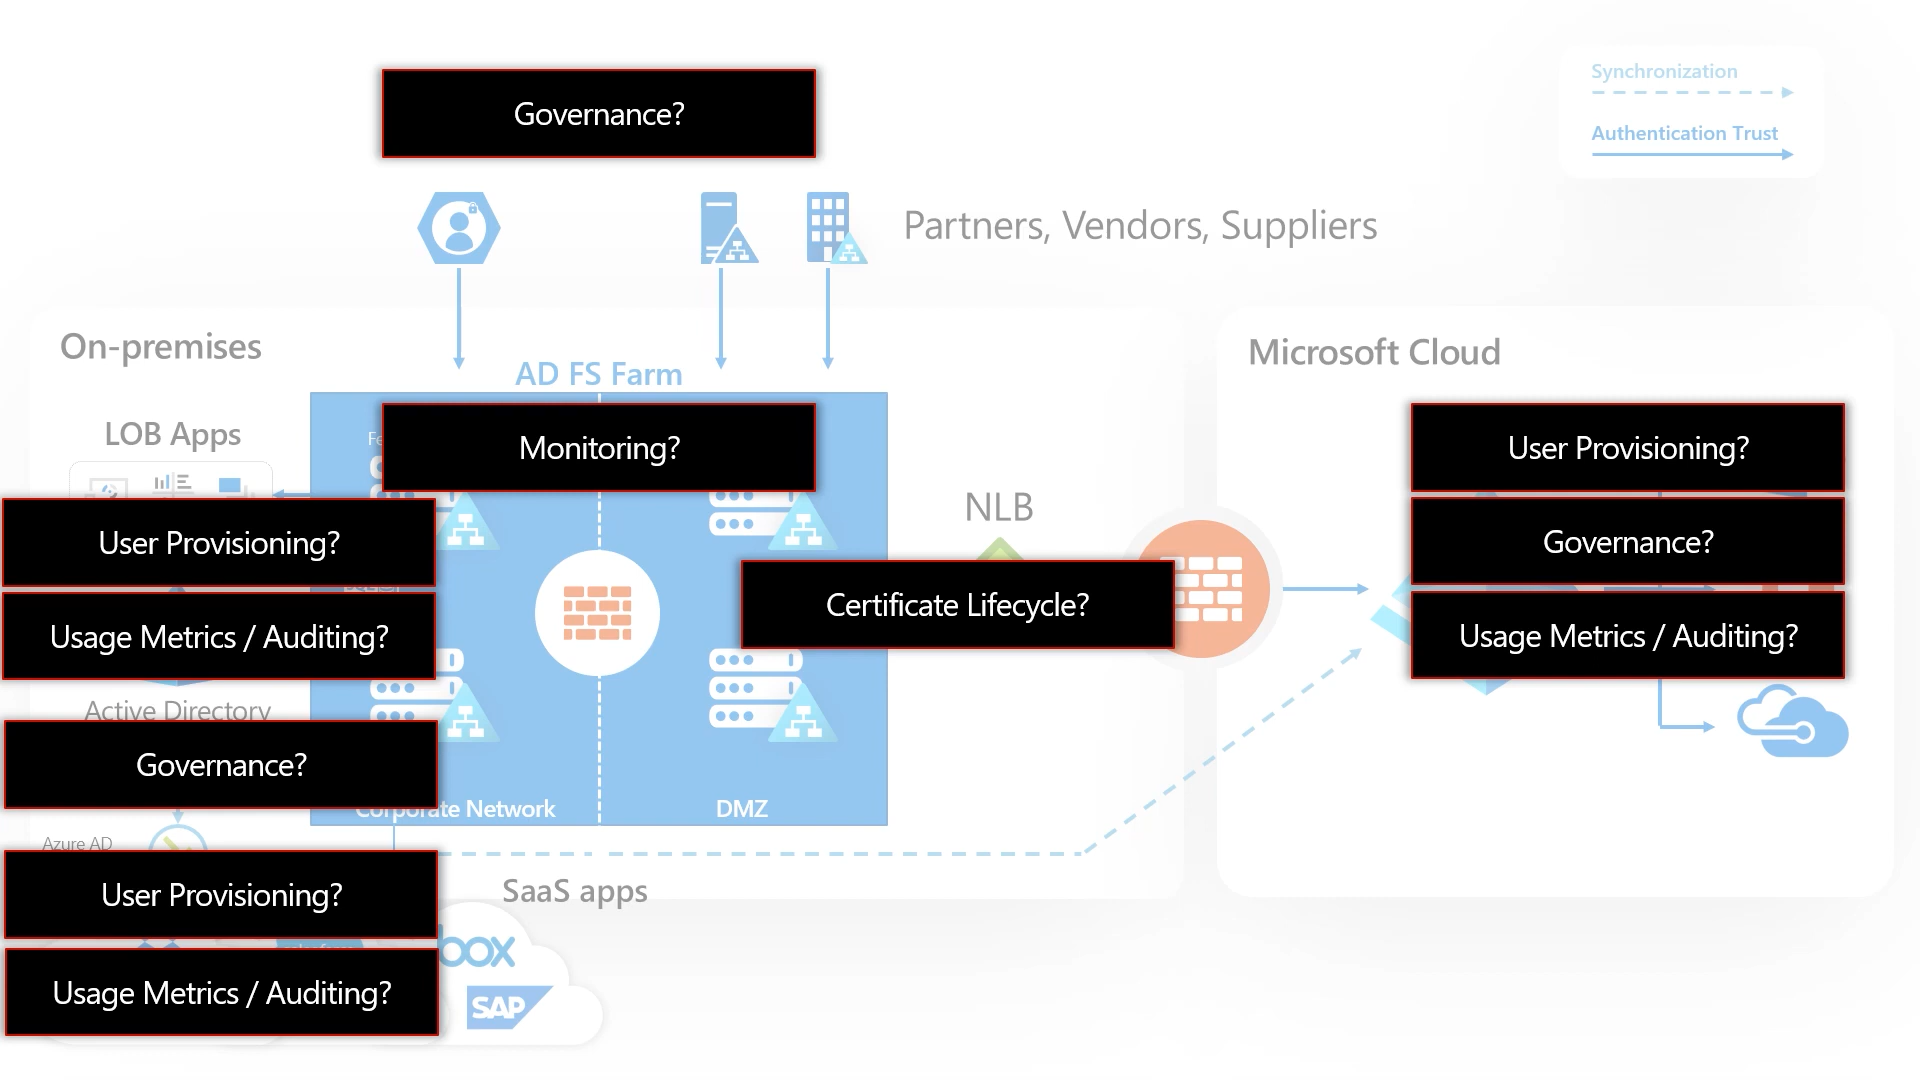 Synchronization
Governance?
Authentication Trust
Partners, Vendors, Suppliers
On-premises
Microsoft Cloud
AD FS Farm
LOB Apps
Monitoring?
User Provisioning?
NLB
User Provisioning?
Governance?
Certificate Lifecycle?
Usage Metrics / Auditing?
Usage Metrics / Auditing?
Active Directory
Governance?
Corporate Network
DMZ
Azure AD
SaaS apps
User Provisioning?
box
Usage Metrics / Auditing?
SAP